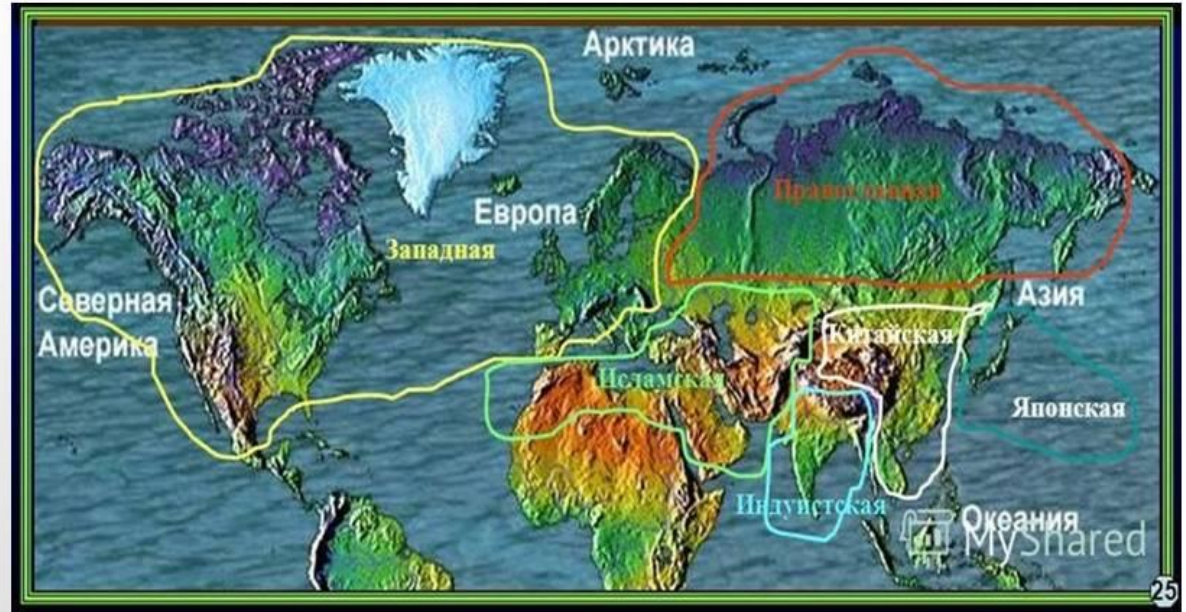 Арктика
Православная
Европа
Западная
Северная
Америка
Азия
Китайская
Исламская
Японская
Индуистская
Океания
MyShared
25